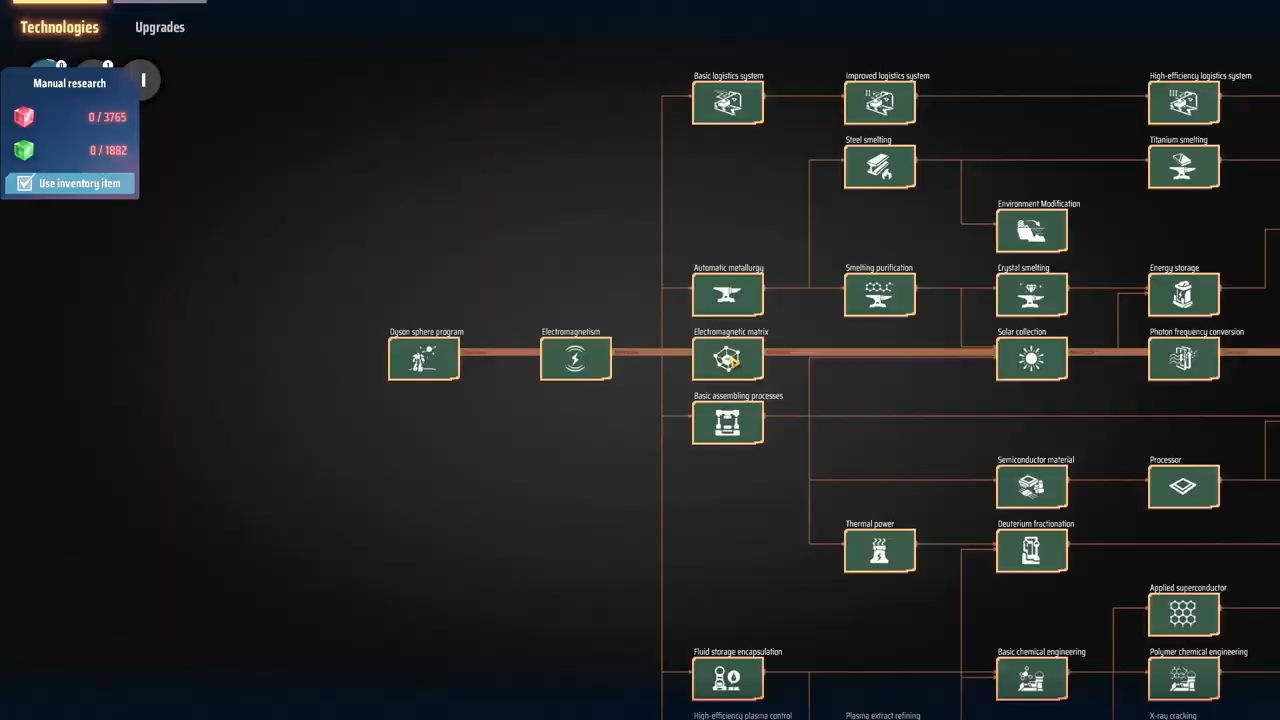 Technologies
Upgrades
0
1
Manual research
0 / 3765
0 / 1882
Use inventory item
Basic logistics system
Improved logistics system
High-efficiency logistics system
Steel smelting
Titanium smelting
Environment Modification
Automatic metallurgy
Smelting purification
Crystal smelting
Energy storage
Dyson sphere program
Electromagnetism
Electromagnetic matrix
Solar collection
Photon frequency conversion
Basic assembling processes
Semiconductor material
Processor
Thermal power
Deuterium fractionation
Applied superconductor
Fluid storage encapsulation
Basic chemical engineering
Polymer chemical engineering
High-efficiency plasma control
Plasma extract refining
X-ray cracking